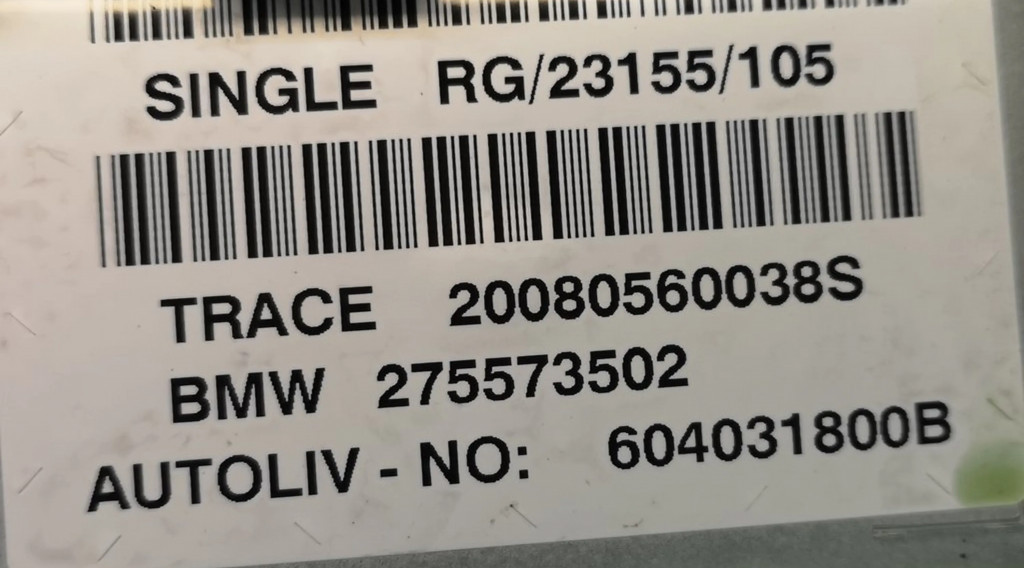 SINGLE RG/23155/105
TRACE 20080560038S
BMW 275573502
AUTOLIV - NO: 604031800B